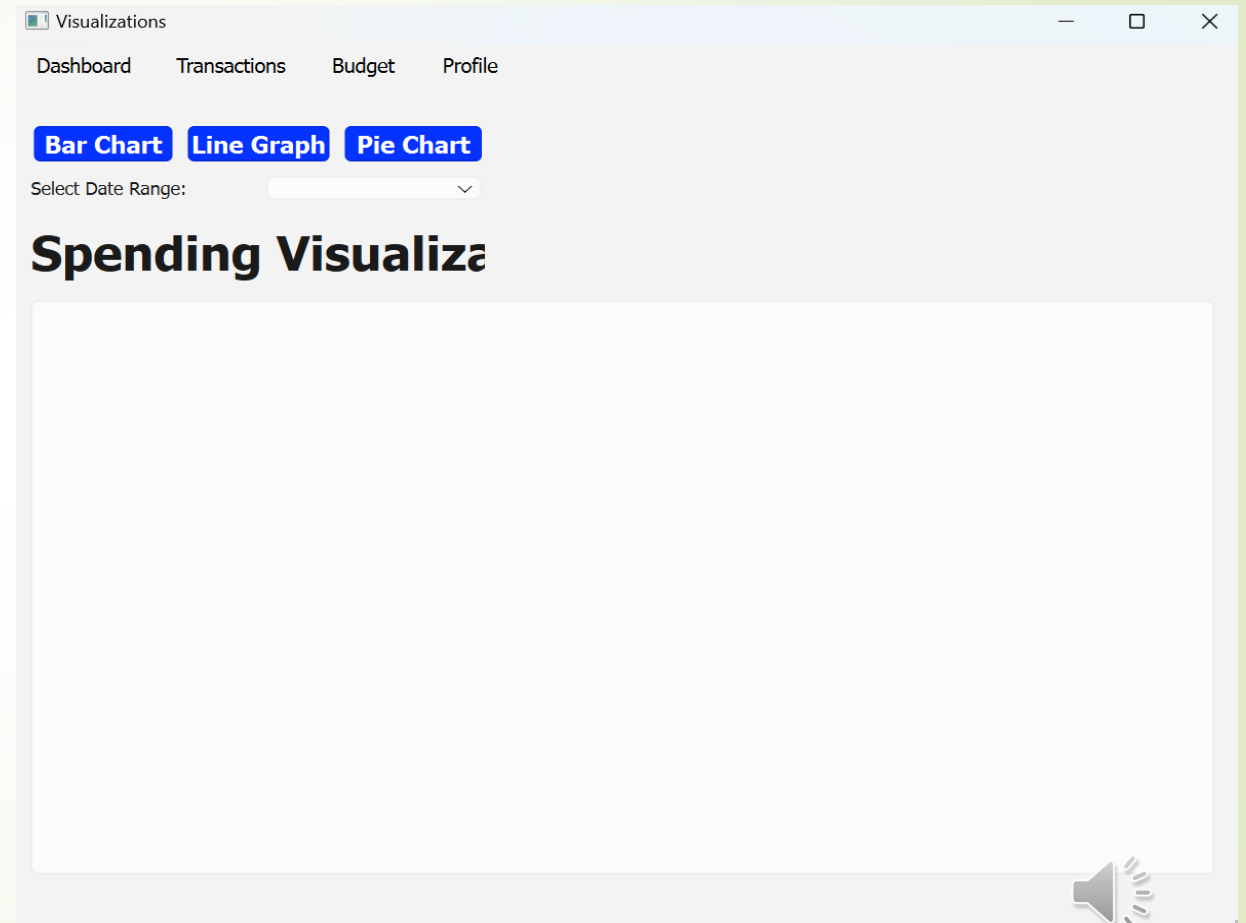 Visualizations
Dashboard Transactions Budget Profile
Bar Chart Line Graph Pie Chart
Select Date Range:
Spending Visualiza